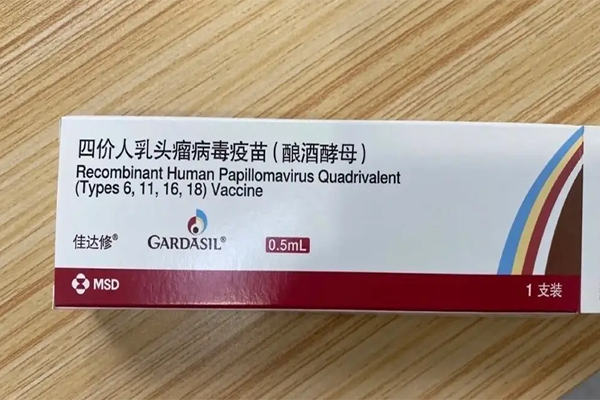 四价人乳头瘤病毒疫苗（酿酒酵母）
Recombinant Human Papillomavirus Quadrivalent
(Types 6, 11, 16, 18) Vaccine
佳达修® GARDASIL® 0.5mL
MSD 1 支装